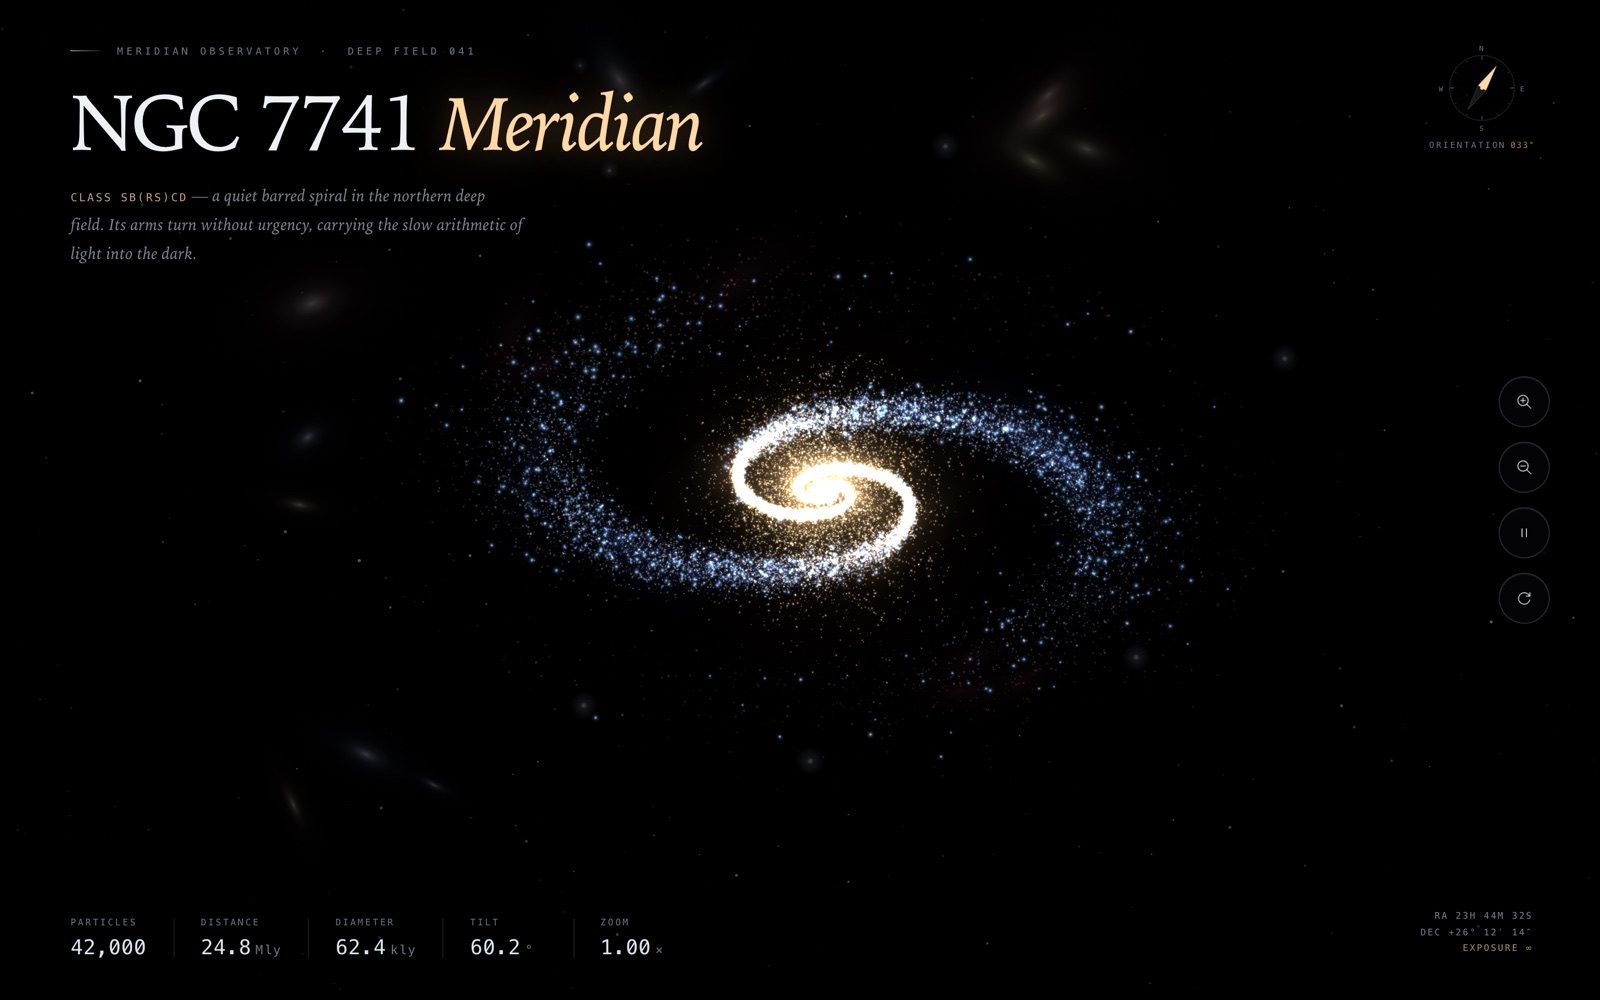 MERIDIAN OBSERVATORY · DEEP FIELD 041
NGC 7741 Meridian
CLASS SB(RS)CD — a quiet barred spiral in the northern deep
field. Its arms turn without urgency, carrying the slow arithmetic of
light into the dark.
N
W E
S
ORIENTATION 033°
PARTICLES DISTANCE DIAMETER TILT ZOOM
42,000 24.8 Mly 62.4 kly 60.2 ° 1.00 ×
RA 23H 44M 32S
DEC +26° 12′ 14″
EXPOSURE ∞